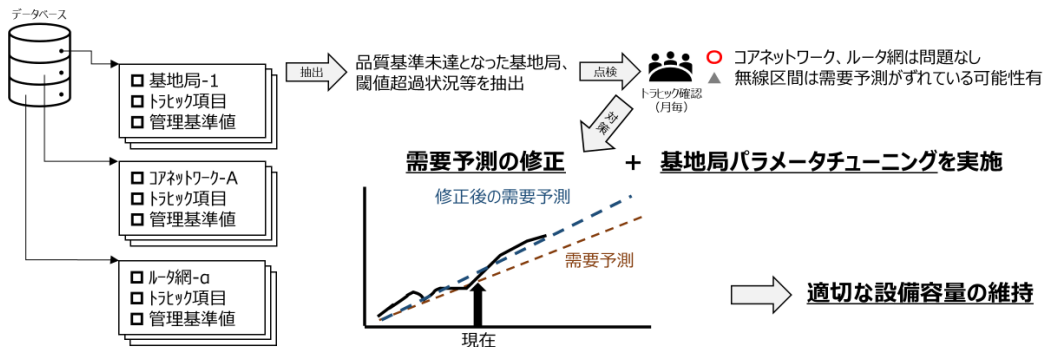 データベース
基地局-1
トラヒック項目
管理基準値
コアネットワーク-A
トラヒック項目
管理基準値
ルータ網-α
トラヒック項目
管理基準値
抽出
品質基準未達となった基地局、
閾値超過状況等を抽出
点検
トラヒック確認
(月毎)
コアネットワーク、ルータ網は問題なし
▲ 無線区間は需要予測がずれている可能性有
対策
需要予測の修正 + 基地局パラメータチューニングを実施
修正後の需要予測
需要予測
現在
適切な設備容量の維持